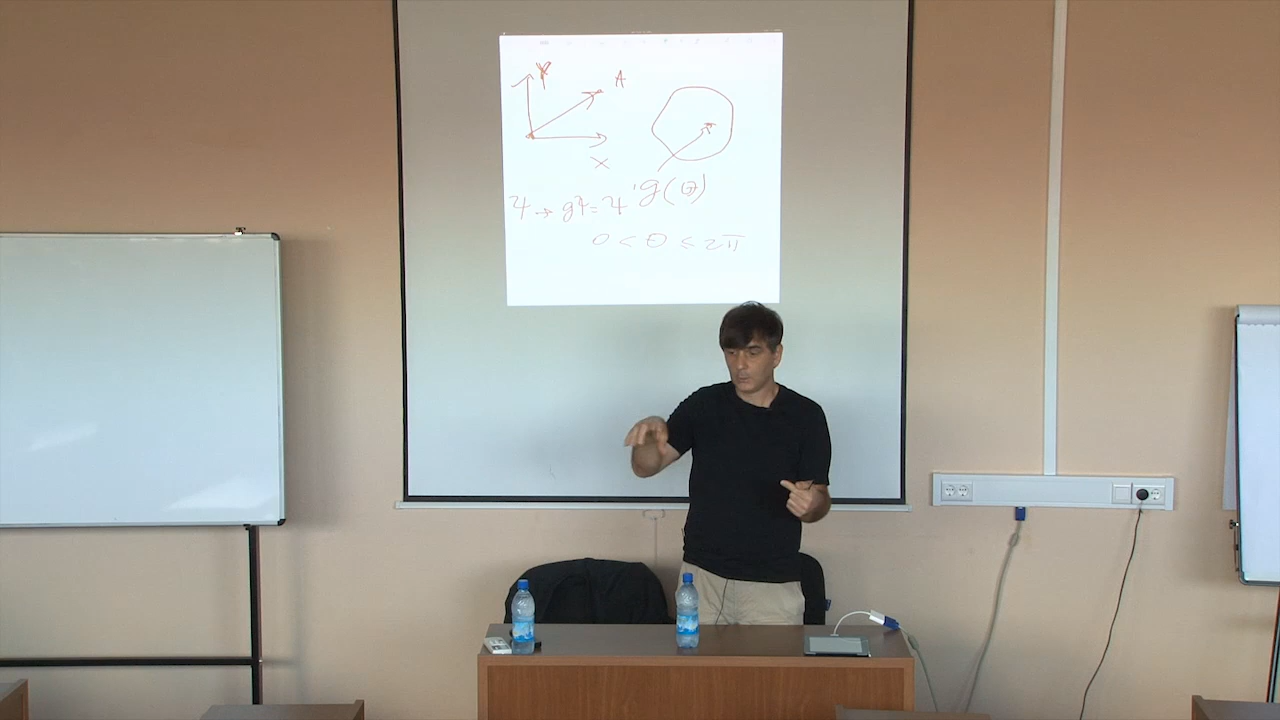 Y
A
X
Ψ → gΨ = Ψ' g(θ)
0 < θ ≤ 2π